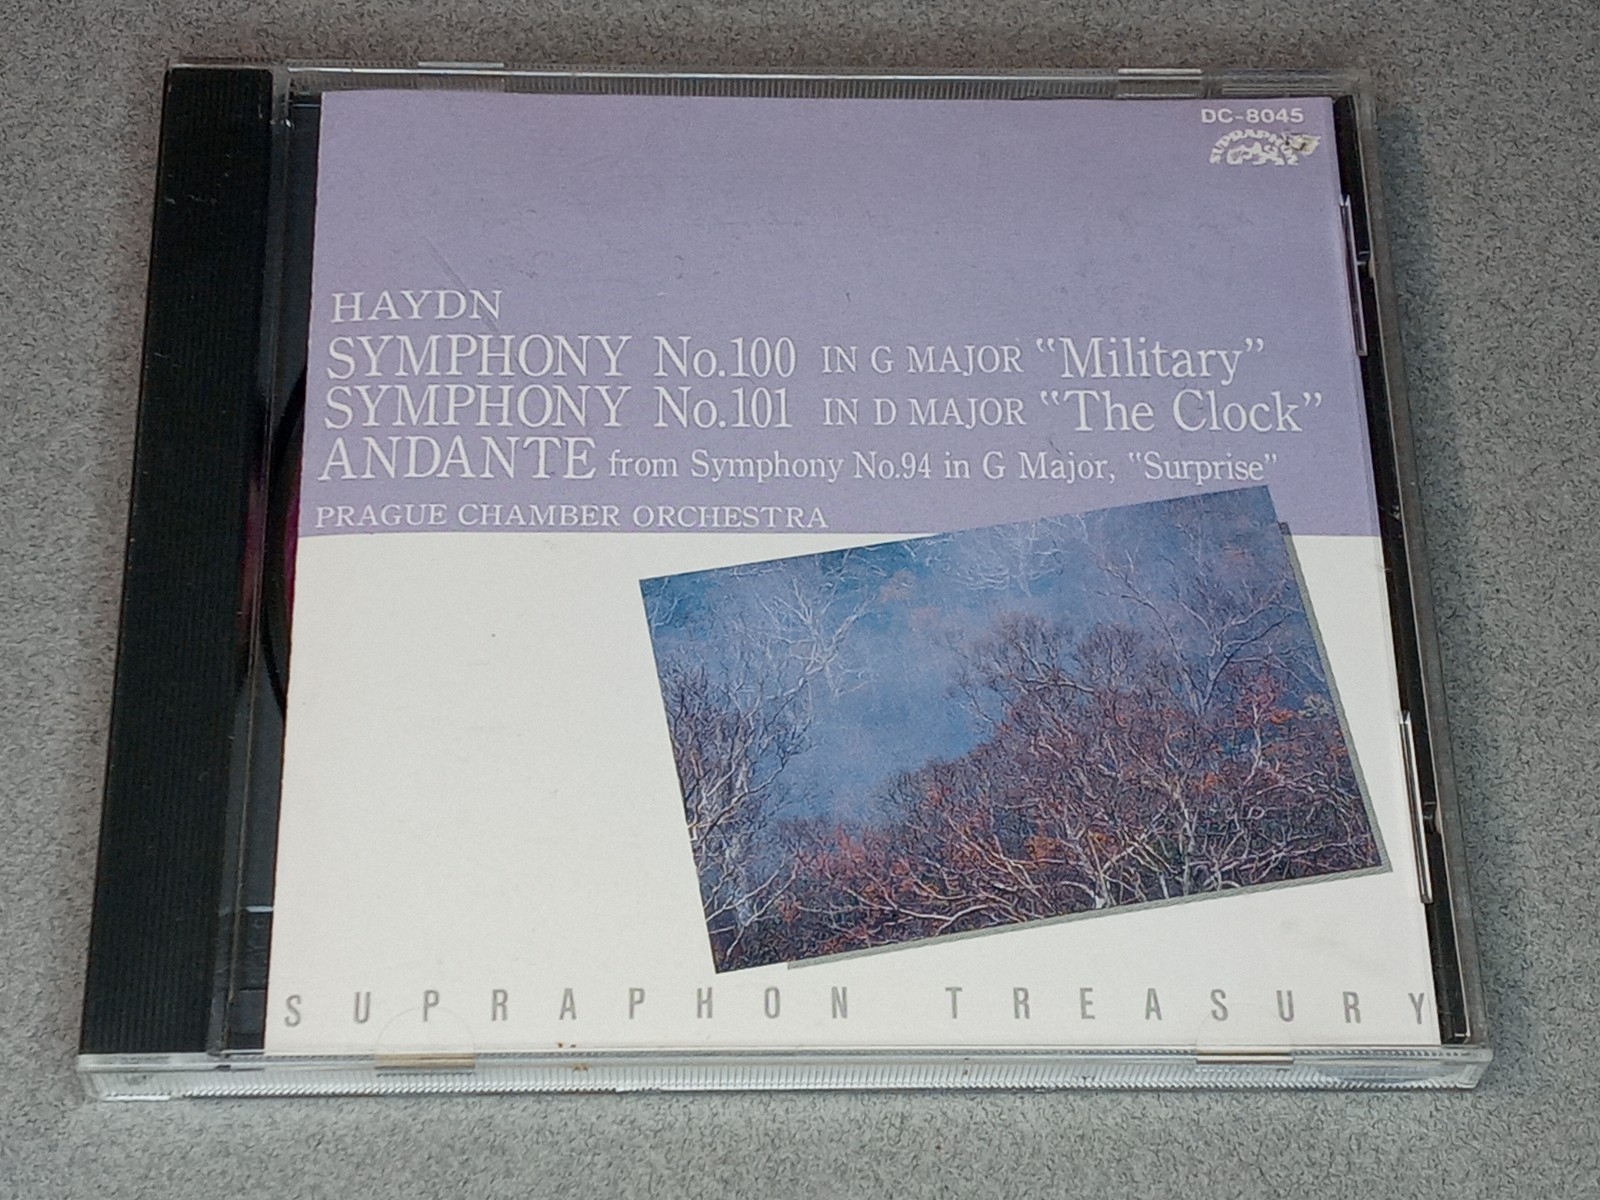 DC-8045
SUPRAPHON
HAYDN
SYMPHONY No.100 IN G MAJOR “Military”
SYMPHONY No.101 IN D MAJOR “The Clock”
ANDANTE from Symphony No.94 in G Major, “Surprise”
PRAGUE CHAMBER ORCHESTRA
SUPRAPHON TREASURY